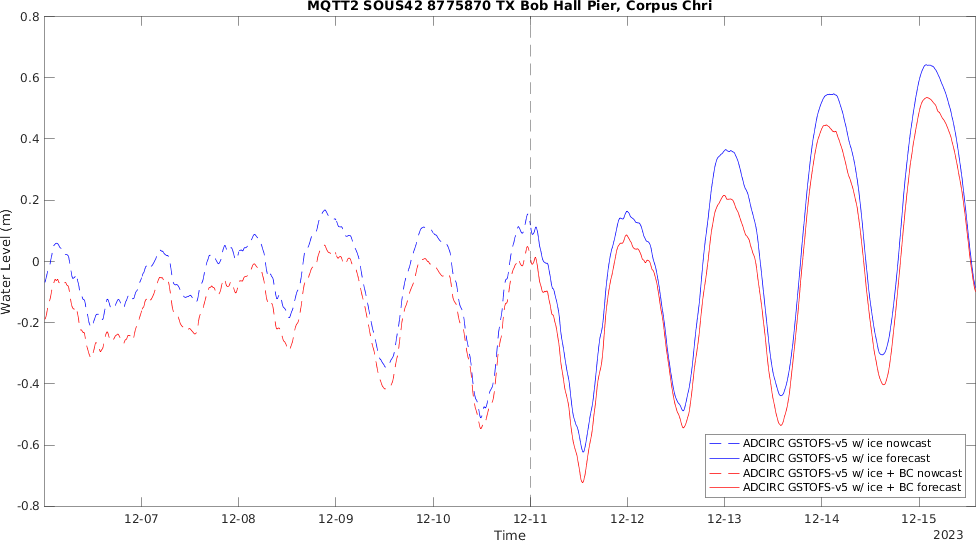 MQTT2 SOUS42 8775870 TX Bob Hall Pier, Corpus Chri
0.8
0.6
0.4
0.2
0
-0.2
-0.4
-0.6
-0.8
Water Level (m)
ADCIRC GSTOFS-v5 w/ ice nowcast
ADCIRC GSTOFS-v5 w/ ice forecast
ADCIRC GSTOFS-v5 w/ ice + BC nowcast
ADCIRC GSTOFS-v5 w/ ice + BC forecast
12-07 12-08 12-09 12-10 12-11 12-12 12-13 12-14 12-15
Time
2023